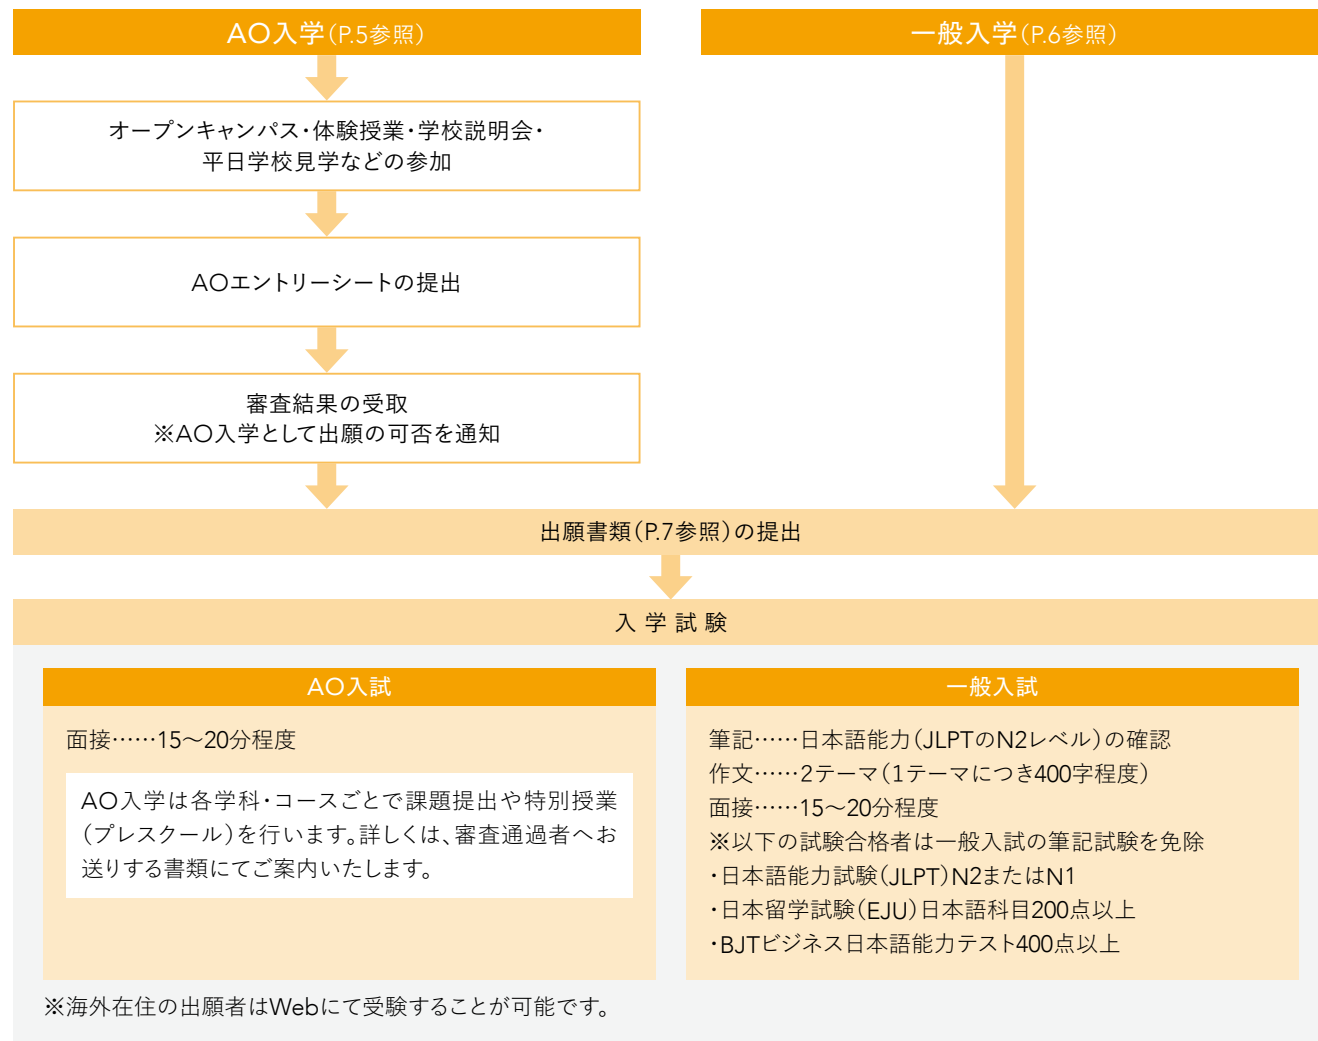 AO入学(P.5参照)
一般入学(P.6参照)
オープンキャンパス・体験授業・学校説明会・
平日学校見学などの参加
AOエントリーシートの提出
審査結果の受取
※AO入学として出願の可否を通知
出願書類(P.7参照)の提出
入学試験
AO入試
面接……15〜20分程度
AO入学は各学科・コースごとで課題提出や特別授業
(プレスクール)を行います。詳しくは、審査通過者へお
送りする書類にてご案内いたします。
一般入試
筆記……日本語能力(JLPTのN2レベル)の確認
作文……2テーマ(1テーマにつき400字程度)
面接……15〜20分程度
※以下の試験合格者は一般入試の筆記試験を免除
・日本語能力試験(JLPT)N2またはN1
・日本留学試験(EJU)日本語科目200点以上
・BJTビジネス日本語能力テスト400点以上
※海外在住の出願者はWebにて受験することが可能です。